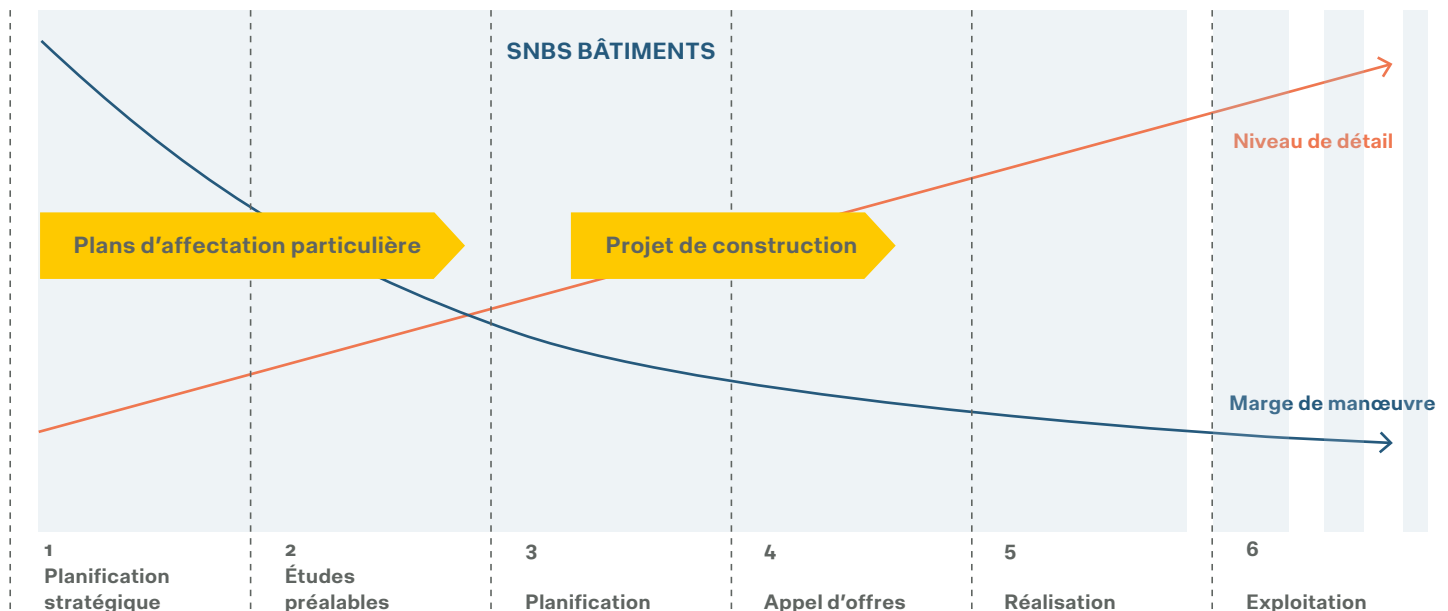 SNBS BÂTIMENTS
Niveau de détail
Plans d'affectation particulière
Projet de construction
Marge de manœuvre
1
Planification
stratégique
2
Études
préalables
3
Planification
4
Appel d'offres
5
Réalisation
6
Exploitation